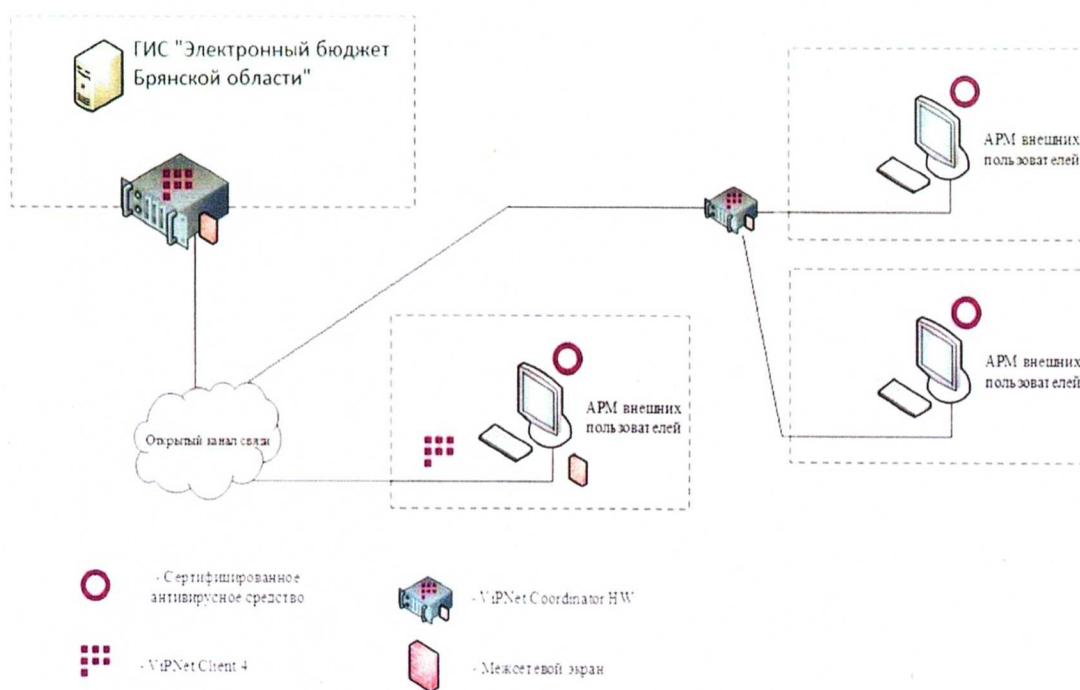 ГИС "Электронный бюджет
Брянской области"
АРМ внешних
пользователей
АРМ внешних
пользователей
АРМ внешних
пользователей
Открытый канал связи
- Сертифицированное
антивирусное средство
- ViPNet Coordinator HW
- ViPNet Client 4
- Межсетевой экран